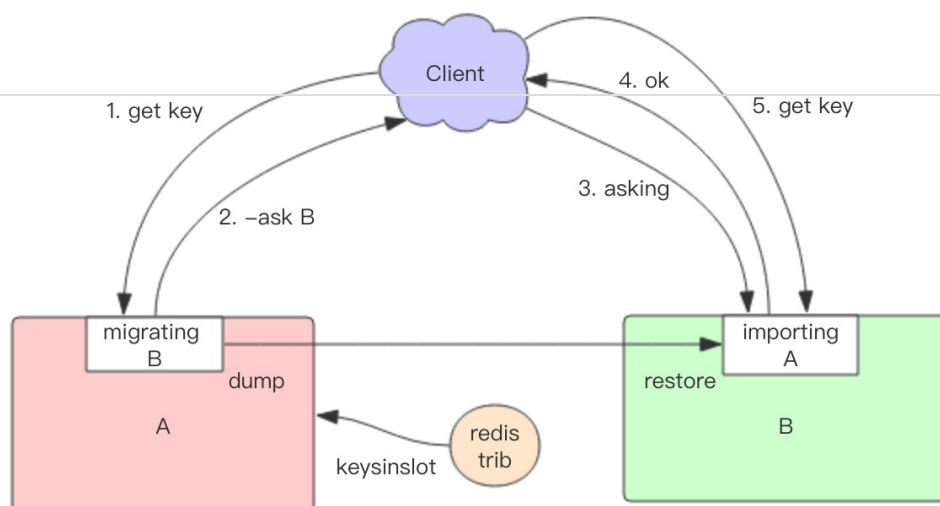 Client
4. ok
1. get key
5. get key
3. asking
2. –ask B
migrating
B
importing
A
dump
restore
A
B
redis
trib
keysinslot